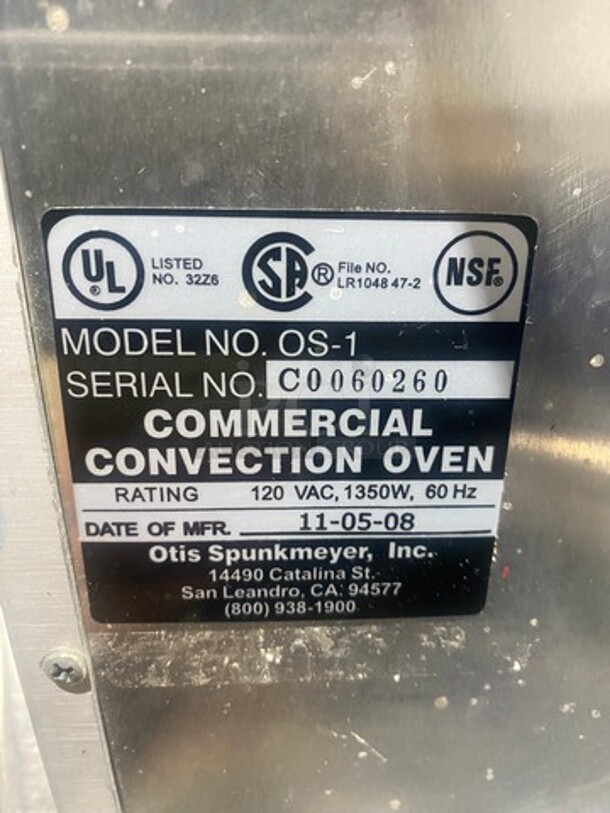 UL® LISTED NO. 32Z6
SA® File NO. LR1048 47-2
NSF®
MODEL NO. OS-1
SERIAL NO. C0060260
COMMERCIAL
CONVECTION OVEN
RATING 120 VAC, 1350W, 60 Hz
DATE OF MFR. 11-05-08
Otis Spunkmeyer, Inc.
14490 Catalina St.
San Leandro, CA. 94577
(800) 938-1900